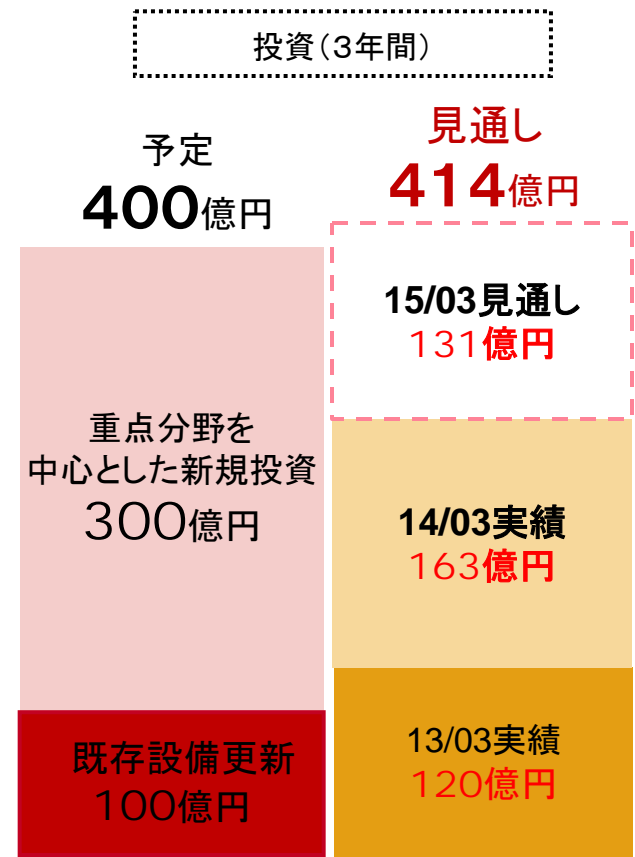 投資（3年間）
予定
400億円
重点分野を
中心とした新規投資
300億円
既存設備更新
100億円
見通し
414億円
15/03見通し
131億円
14/03実績
163億円
13/03実績
120億円